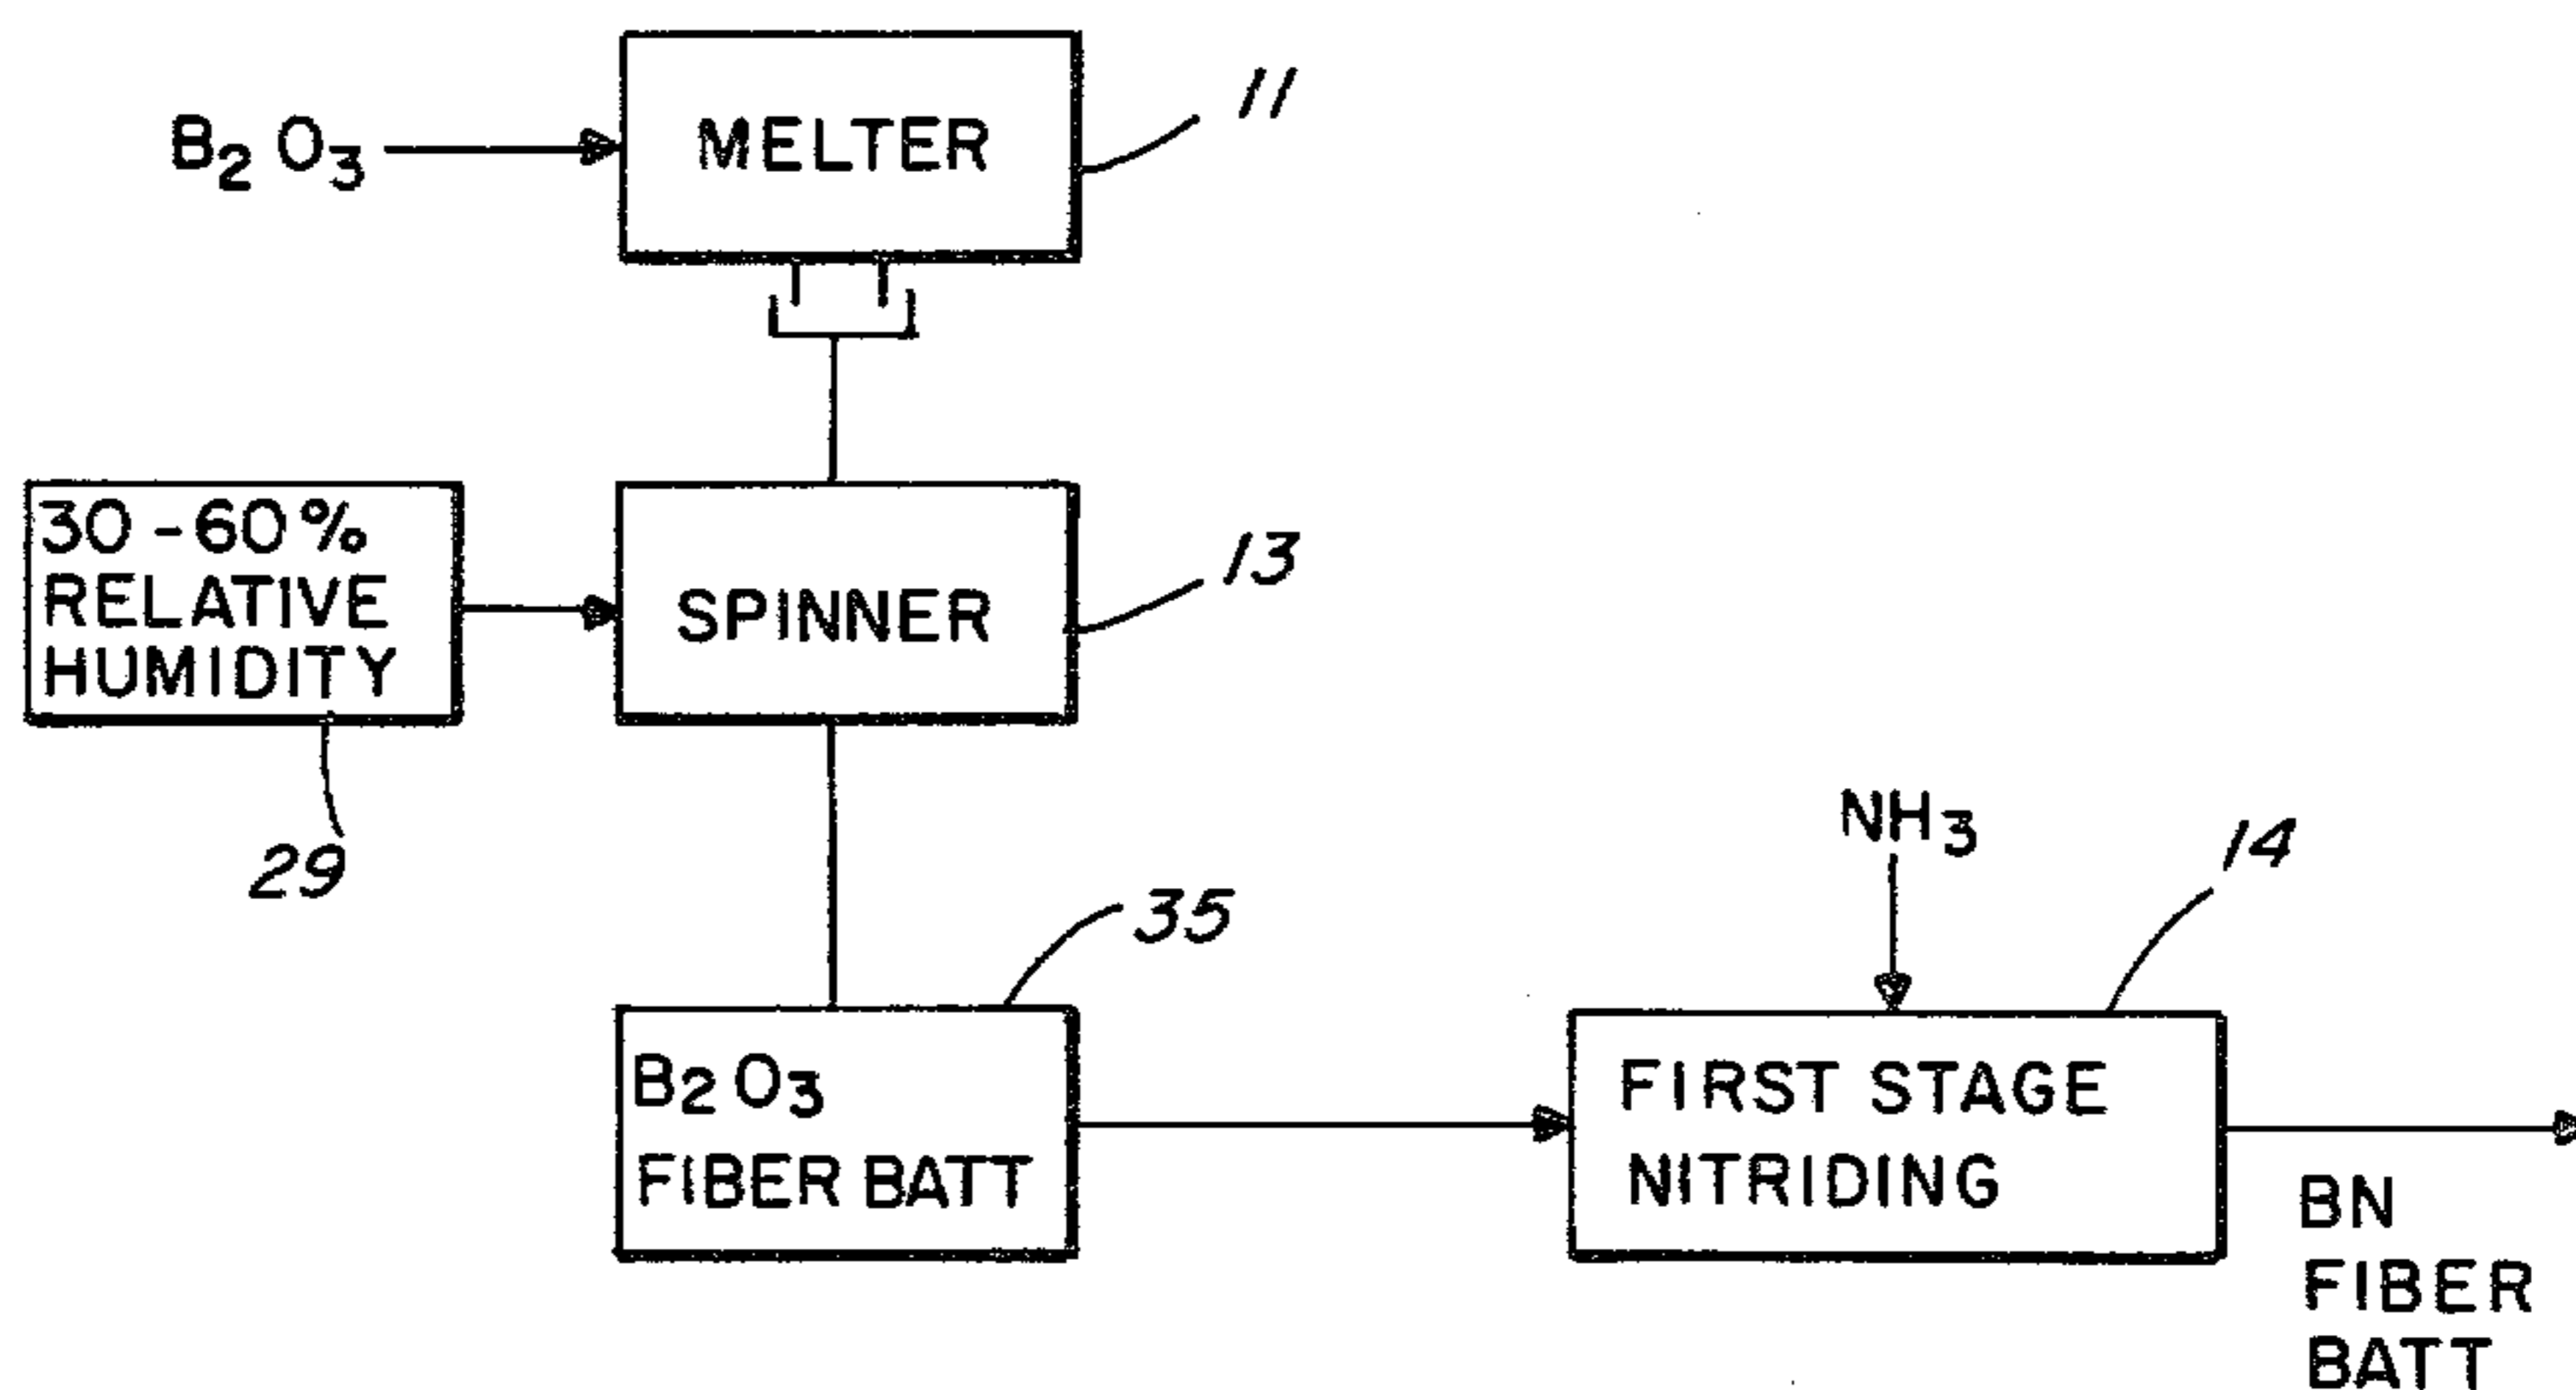 B₂O₃
MELTER
11
30-60%
RELATIVE
HUMIDITY
29
SPINNER
13
B₂O₃
FIBER BATT
35
NH₃
FIRST STAGE
NITRIDING
14
BN
FIBER
BATT